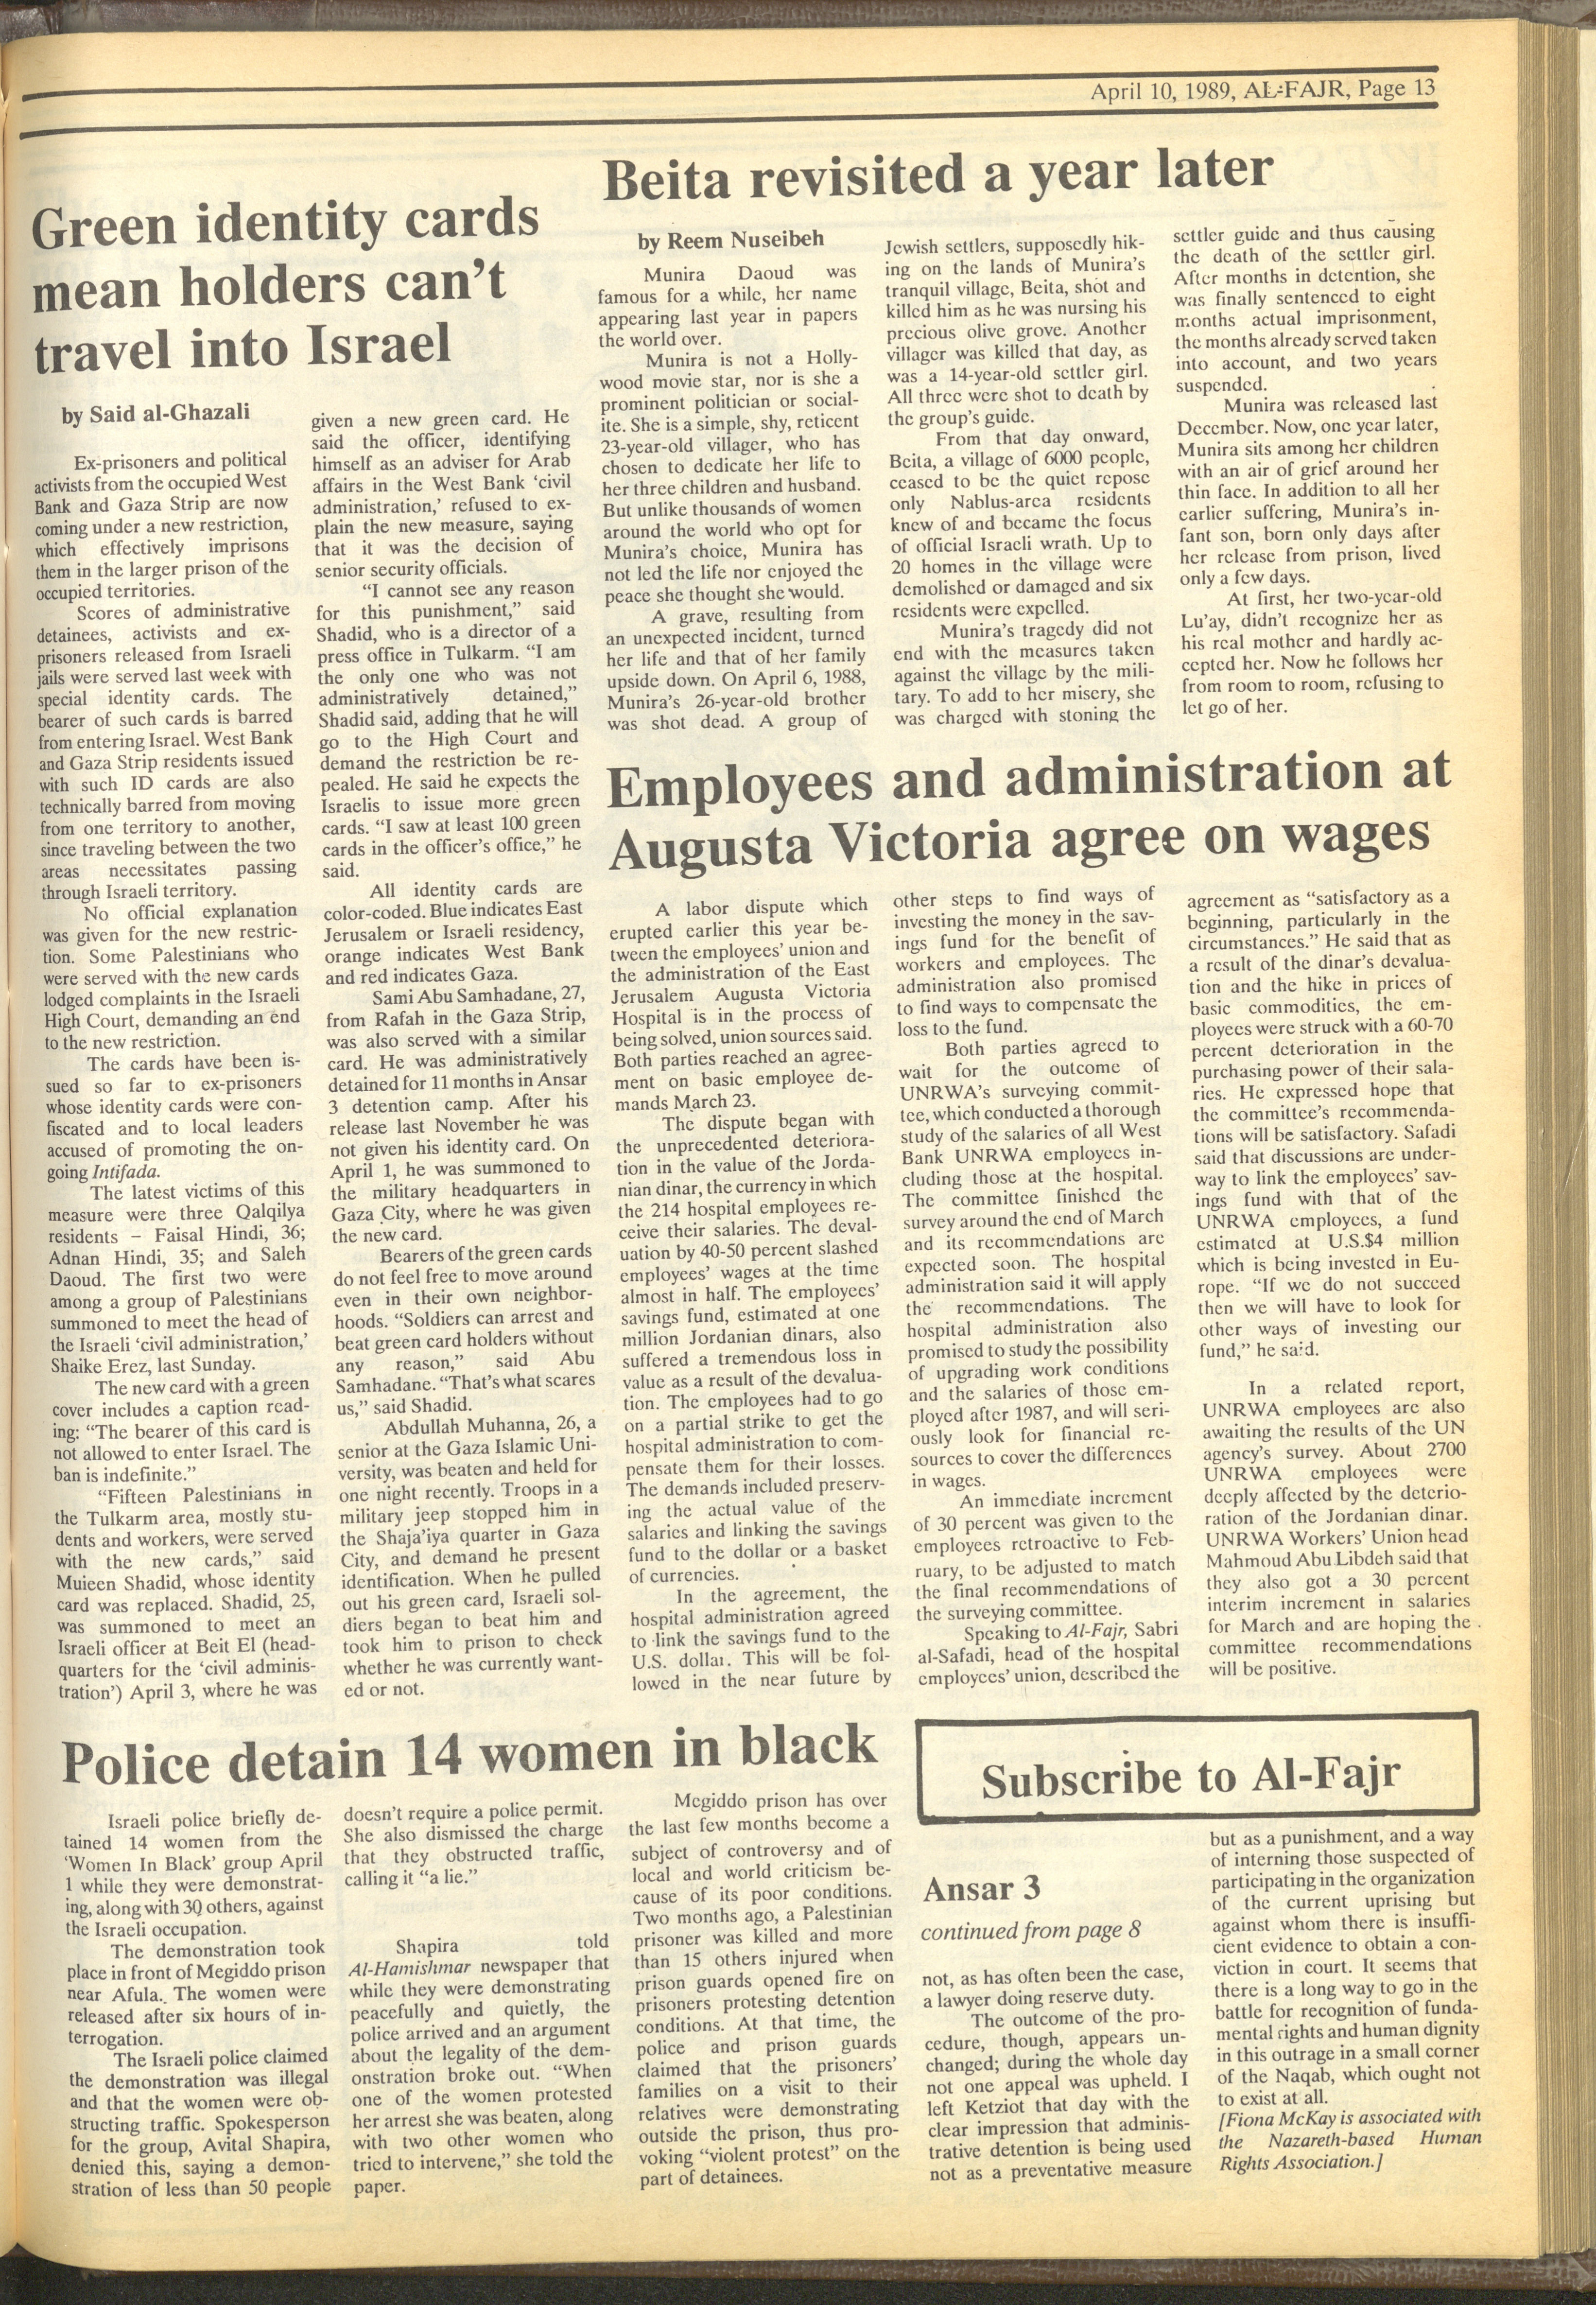 April 10, 1989, AL-FAJR, Page 13
Green identity cards
mean holders can't
travel into Israel
by Said al-Ghazali
Ex-prisoners and political
activists from the occupied West
Bank and Gaza Strip are now
coming under a new restriction,
which effectively imprisons
them in the larger prison of the
occupied territories.
Scores of administrative
detainees, activists and ex-
prisoners released from Israeli
jails were served last week with
special identity cards. The
bearer of such cards is barred
from entering Israel. West Bank
and Gaza Strip residents issued
with such ID cards are also
technically barred from moving
from one territory to another,
since traveling between the two
areas necessitates passing
through Israeli territory.
No official explanation
was given for the new restric-
tion. Some Palestinians who
were served with the new cards
lodged complaints in the Israeli
High Court, demanding an end
to the new restriction.
The cards have been is-
sued so far to ex-prisoners
whose identity cards were con-
fiscated and to local leaders
accused of promoting the on-
going Intifada.
The latest victims of this
measure were three Qalqilya
residents – Faisal Hindi, 36;
Adnan Hindi, 35; and Saleh
Daoud. The first two were
among a group of Palestinians
summoned to meet the head of
the Israeli 'civil administration,'
Shaike Erez, last Sunday.
The new card with a green
cover includes a caption read-
ing: "The bearer of this card is
not allowed to enter Israel. The
ban is indefinite."
"Fifteen Palestinians in
the Tulkarm area, mostly stu-
dents and workers, were served
with the new cards," said
Muieen Shadid, whose identity
card was replaced. Shadid, 25,
was summoned to meet an
Israeli officer at Beit El (head-
quarters for the 'civil adminis-
tration') April 3, where he was
given a new green card. He
said the officer, identifying
himself as an adviser for Arab
affairs in the West Bank 'civil
administration,' refused to ex-
plain the new measure, saying
that it was the decision of
senior security officials.
"I cannot see any reason
for this punishment," said
Shadid, who is a director of a
press office in Tulkarm. "I am
the only one who was not
administratively detained,"
Shadid said, adding that he will
go to the High Court and
demand the restriction be re-
pealed. He said he expects the
Israelis to issue more green
cards. "I saw at least 100 green
cards in the officer's office," he
said.
All identity cards are
color-coded. Blue indicates East
Jerusalem or Israeli residency,
orange indicates West Bank
and red indicates Gaza.
Sami Abu Samhadane, 27,
from Rafah in the Gaza Strip,
was also served with a similar
card. He was administratively
detained for 11 months in Ansar
3 detention camp. After his
release last November he was
not given his identity card. On
April 1, he was summoned to
the military headquarters in
Gaza City, where he was given
the new card.
Bearers of the green cards
do not feel free to move around
even in their own neighbor-
hoods. "Soldiers can arrest and
beat green card holders without
any reason," said Abu
Samhadane. "That's what scares
us," said Shadid.
Abdullah Muhanna, 26, a
senior at the Gaza Islamic Uni-
versity, was beaten and held for
one night recently. Troops in a
military jeep stopped him in
the Shaja'iya quarter in Gaza
City, and demand he present
identification. When he pulled
out his green card, Israeli sol-
diers began to beat him and
took him to prison to check
whether he was currently want-
ed or not.
Beita revisited a year later
by Reem Nuseibeh
Munira Daoud was
famous for a while, her name
appearing last year in papers
the world over.
Munira is not a Holly-
wood movie star, nor is she a
prominent politician or social-
ite. She is a simple, shy, reticent
23-year-old villager, who has
chosen to dedicate her life to
her three children and husband.
But unlike thousands of women
around the world who opt for
Munira's choice, Munira has
not led the life nor enjoyed the
peace she thought she would.
A grave, resulting from
an unexpected incident, turned
her life and that of her family
upside down. On April 6, 1988,
Munira's 26-year-old brother
was shot dead. A group of
Jewish settlers, supposedly hik-
ing on the lands of Munira's
tranquil village, Beita, shot and
killed him as he was nursing his
precious olive grove. Another
villager was killed that day, as
was a 14-year-old settler girl.
All three were shot to death by
the group's guide.
From that day onward,
Beita, a village of 6000 people,
ceased to be the quiet repose
only Nablus-area residents
knew of and became the focus
of official Israeli wrath. Up to
20 homes in the village were
demolished or damaged and six
residents were expelled.
Munira's tragedy did not
end with the measures taken
against the village by the mili-
tary. To add to her misery, she
was charged with stoning the
settler guide and thus causing
the death of the settler girl.
After months in detention, she
was finally sentenced to eight
months actual imprisonment,
the months already served taken
into account, and two years
suspended.
Munira was released last
December. Now, one year later,
Munira sits among her children
with an air of grief around her
thin face. In addition to all her
earlier suffering, Munira's in-
fant son, born only days after
her release from prison, lived
only a few days.
At first, her two-year-old
Lu'ay, didn't recognize her as
his real mother and hardly ac-
cepted her. Now he follows her
from room to room, refusing to
let go of her.
Employees and administration at
Augusta Victoria agree on wages
A labor dispute which
erupted earlier this year be-
tween the employees' union and
the administration of the East
Jerusalem Augusta Victoria
Hospital is in the process of
being solved, union sources said.
Both parties reached an agree-
ment on basic employee de-
mands March 23.
The dispute began with
the unprecedented deteriora-
tion in the value of the Jorda-
nian dinar, the currency in which
the 214 hospital employees re-
ceive their salaries. The deval-
uation by 40-50 percent slashed
employees' wages at the time
almost in half. The employees'
savings fund, estimated at one
million Jordanian dinars, also
suffered a tremendous loss in
value as a result of the devalua-
tion. The employees had to go
on a partial strike to get the
hospital administration to com-
pensate them for their losses.
The demands included preserv-
ing the actual value of the
salaries and linking the savings
fund to the dollar or a basket
of currencies.
In the agreement, the
hospital administration agreed
to link the savings fund to the
U.S. dollar. This will be fol-
lowed in the near future by
other steps to find ways of
investing the money in the sav-
ings fund for the benefit of
workers and employees. The
administration also promised
to find ways to compensate the
loss to the fund.
Both parties agreed to
wait for the outcome of
UNRWA's surveying commit-
tee, which conducted a thorough
study of the salaries of all West
Bank UNRWA employees in-
cluding those at the hospital.
The committee finished the
survey around the end of March
and its recommendations are
expected soon. The hospital
administration said it will apply
the recommendations. The
hospital administration also
promised to study the possibility
of upgrading work conditions
and the salaries of those em-
ployed after 1987, and will seri-
ously look for financial re-
sources to cover the differences
in wages.
An immediate increment
of 30 percent was given to the
employees retroactive to Feb-
ruary, to be adjusted to match
the final recommendations of
the surveying committee.
Speaking to Al-Fajr, Sabri
al-Safadi, head of the hospital
employees' union, described the
agreement as "satisfactory as a
beginning, particularly in the
circumstances." He said that as
a result of the dinar's devalua-
tion and the hike in prices of
basic commodities, the em-
ployees were struck with a 60-70
percent deterioration in the
purchasing power of their sala-
ries. He expressed hope that
the committee's recommenda-
tions will be satisfactory. Safadi
said that discussions are under-
way to link the employees' sav-
ings fund with that of the
UNRWA employees, a fund
estimated at U.S.$4 million
which is being invested in Eu-
rope. "If we do not succeed
then we will have to look for
other ways of investing our
fund," he said.
In a related report,
UNRWA employees are also
awaiting the results of the UN
agency's survey. About 2700
UNRWA employees were
deeply affected by the deterio-
ration of the Jordanian dinar.
UNRWA Workers' Union head
Mahmoud Abu Libdeh said that
they also got a 30 percent
interim increment in salaries
for March and are hoping the
committee recommendations
will be positive.
Police detain 14 women in black
Israeli police briefly de-
tained 14 women from the
'Women In Black' group April
1 while they were demonstrat-
ing, along with 30 others, against
the Israeli occupation.
The demonstration took
place in front of Megiddo prison
near Afula. The women were
released after six hours of in-
terrogation.
The Israeli police claimed
the demonstration was illegal
and that the women were ob-
structing traffic. Spokesperson
for the group, Avital Shapira,
denied this, saying a demon-
stration of less than 50 people
doesn't require a police permit.
She also dismissed the charge
that they obstructed traffic,
calling it "a lie."
Shapira told
Al-Hamishmar newspaper that
while they were demonstrating
peacefully and quietly, the
police arrived and an argument
about the legality of the dem-
onstration broke out. "When
one of the women protested
her arrest she was beaten, along
with two other women who
tried to intervene," she told the
paper.
Megiddo prison has over
the last few months become a
subject of controversy and of
local and world criticism be-
cause of its poor conditions.
Two months ago, a Palestinian
prisoner was killed and more
than 15 others injured when
prison guards opened fire on
prisoners protesting detention
conditions. At that time, the
police and prison guards
claimed that the prisoners'
families on a visit to their
relatives were demonstrating
outside the prison, thus pro-
voking "violent protest" on the
part of detainees.
Subscribe to Al-Fajr
Ansar 3
continued from page 8
not, as has often been the case,
a lawyer doing reserve duty.
The outcome of the pro-
cedure, though, appears un-
changed; during the whole day
not one appeal was upheld. I
left Ketziot that day with the
clear impression that adminis-
trative detention is being used
not as a preventative measure
but as a punishment, and a way
of interning those suspected of
participating in the organization
of the current uprising but
against whom there is insuffi-
cient evidence to obtain a con-
viction in court. It seems that
there is a long way to go in the
battle for recognition of funda-
mental rights and human dignity
in this outrage in a small corner
of the Naqab, which ought not
to exist at all.
[Fiona McKay is associated with
the Nazareth-based Human
Rights Association.]